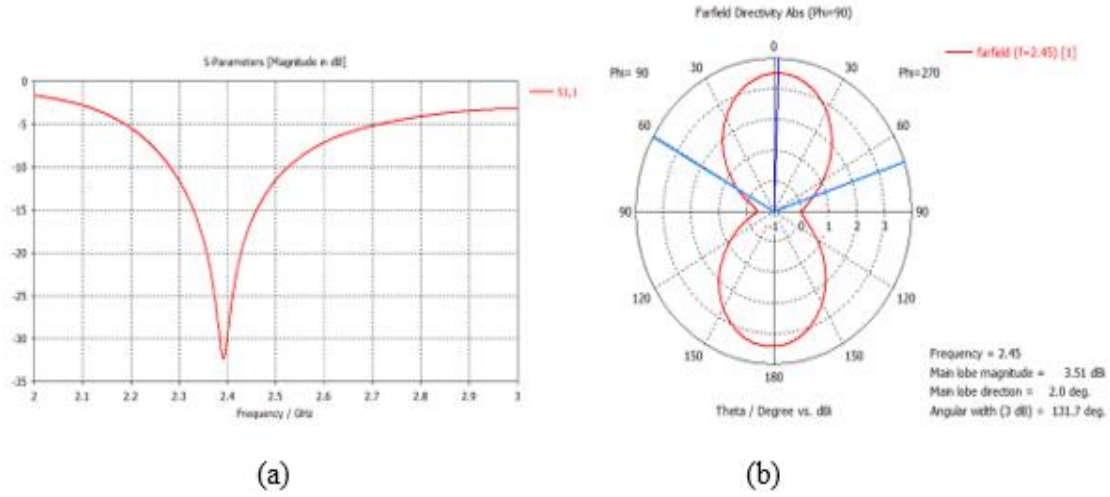 S-Parameters [Magnitude in dB]
0
-5
-10
-15
-20
-25
-30
-35
2
2.1
2.2
2.3
2.4
2.5
2.6
2.7
2.8
2.9
3
Frequency / GHz
S1,1
(a)
Farfield Directivity Abs (Phi=90)
farfield (f=2.45) [1]
Phi= 90
30
0
30
Phi=270
60
60
90
-1
0
1
2
3
90
120
120
150
180
150
Theta / Degree vs. dBi
Frequency = 2.45
Main lobe magnitude = 3.51 dBi
Main lobe direction = 2.0 deg.
Angular width (3 dB) = 131.7 deg.
(b)